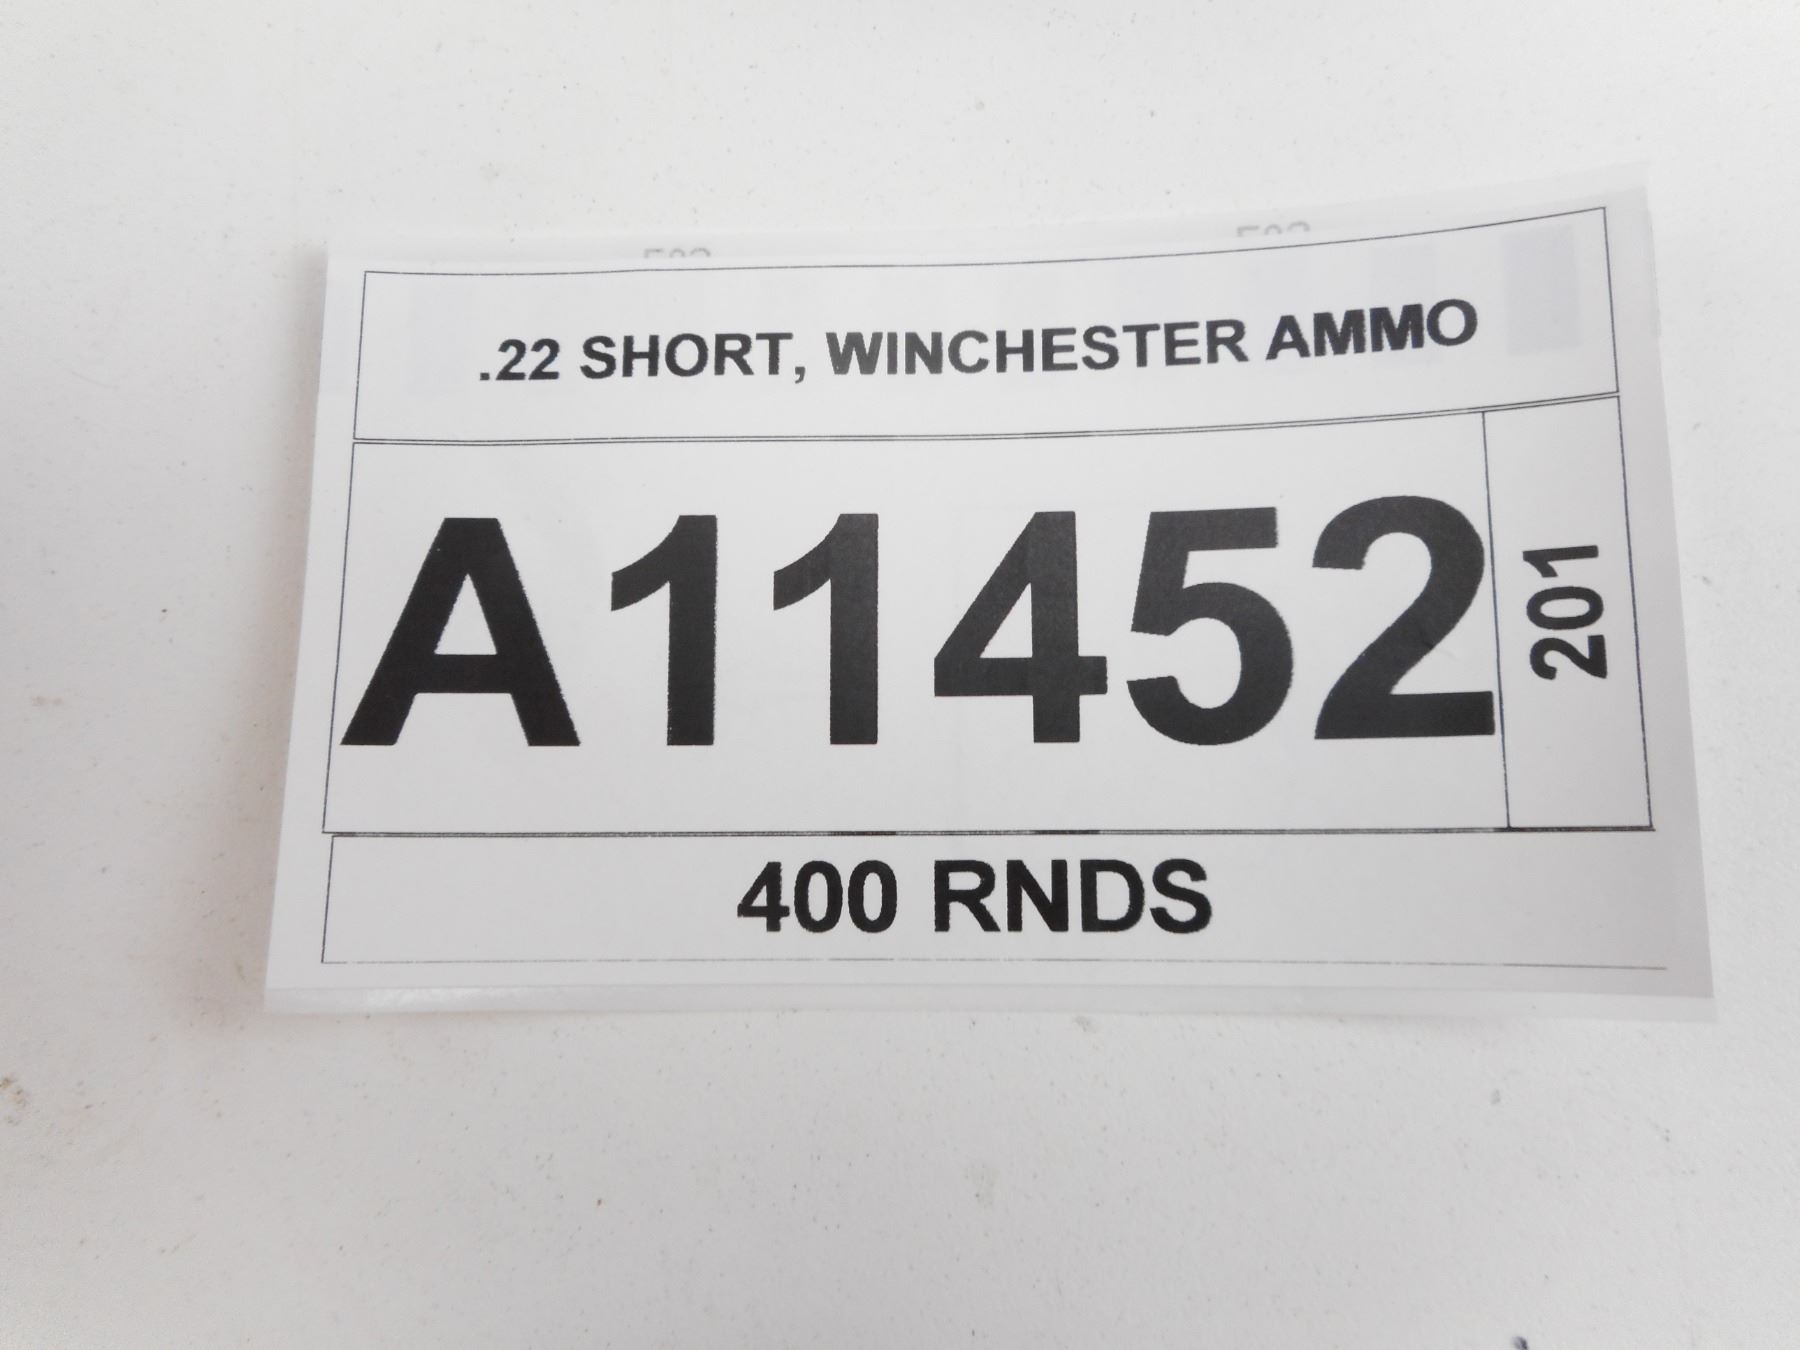 .22 SHORT, WINCHESTER AMMO
A11452
201
400 RNDS